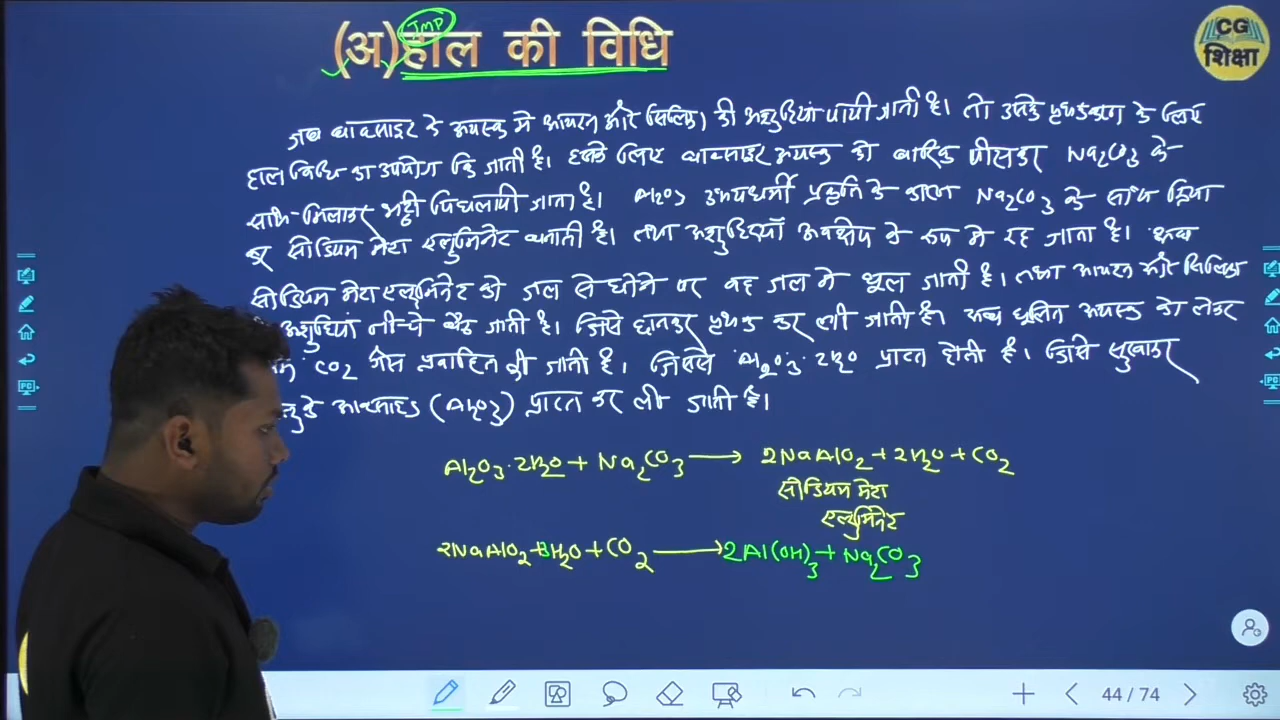 IMP
(अ) हाल की विधि
CG
शिक्षा
जब बाक्साइट के अयस्क में आयरन और सिलिका की अशुद्धियां पायी जाती है। तो उसके पृथक्करण के लिए
हाल विधि का उपयोग कि जाती है। इसके लिए बाक्साइट अयस्क को बारिक पीसकर Na₂CO₃ के
साथ मिलाकर भट्टी पिघलायी जाता है। Al₂O₃ उभयधर्मी प्रकृति के कारण Na₂CO₃ के साथ क्रिया
कर सोडियम मेटा एलुमिनेट बनाती है। तथा अशुद्धियाँ अवक्षेप के रूप में रह जाता है। अब
सोडियम मेटा एल्युमिनेट को जल से धोने पर वह जल में घुल जाती है। तथा आयरन और सिलिका
अशुद्धियां नीचे बैठ जाती है। जिसे छानकर पृथक कर ली जाती है। अब घुलित अयस्क को लेकर
CO₂ गैस प्रवाहित की जाती है। जिससे Al₂O₃·2H₂O प्राप्त होती है। जिसे सुखाकर
(Al₂O₃) प्राप्त कर ली जाती है।
Al₂O₃·2H₂O + Na₂CO₃ → 2NaAlO₂ + 2H₂O + CO₂
सोडियम मेटा
एल्युमिनेट
2NaAlO₂ + 3H₂O + CO₂ → 2Al(OH)₃ + Na₂CO₃
44 / 74